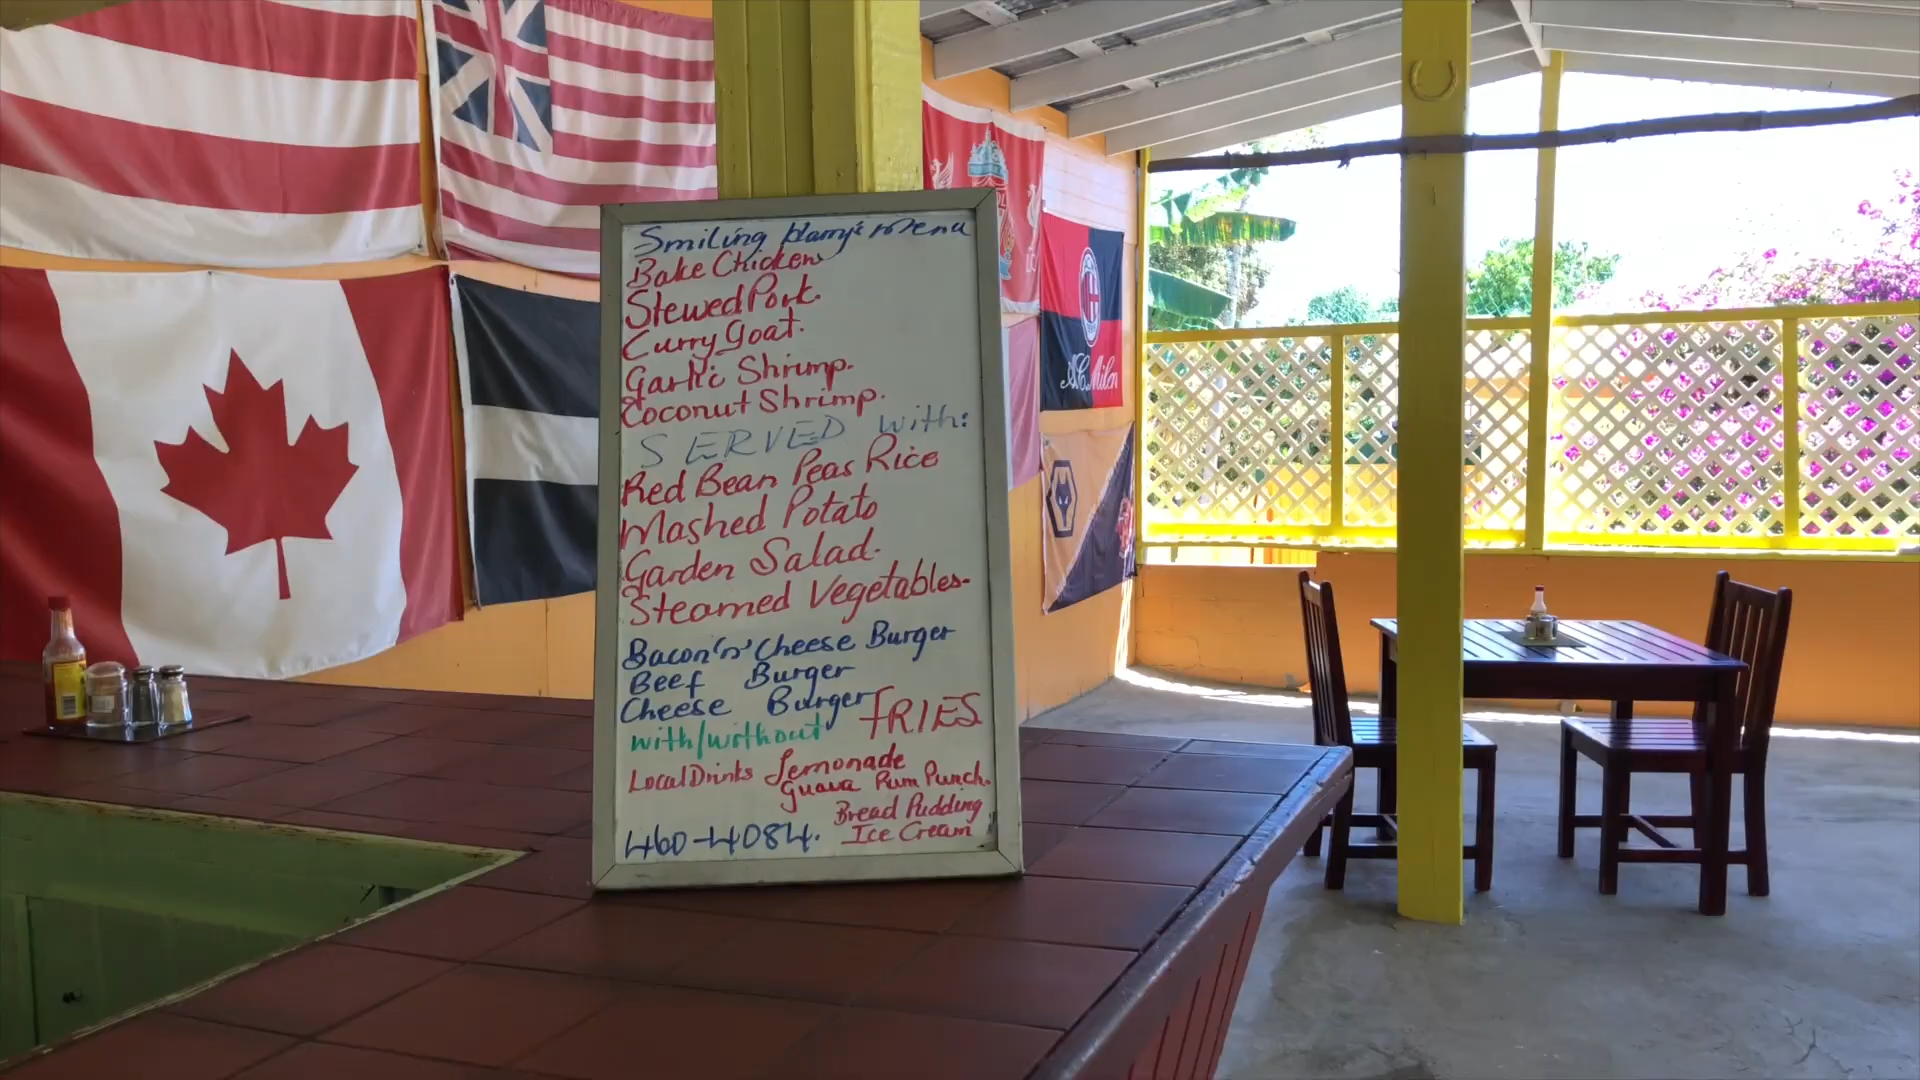 Smiling Harry's Menu
Bake Chicken
Stewed Pork.
Curry Goat.
Garlic Shrimp.
Coconut Shrimp.
SERVED with:
Red Bean Peas Rice
Mashed Potato
Garden Salad.
Steamed Vegetables.
Bacon 'n' Cheese Burger
Beef Burger
Cheese Burger
with/without FRIES
Local Drinks Lemonade
Guava Rum Punch.
Bread Pudding
Ice Cream
460-4084.
A.C. Milan